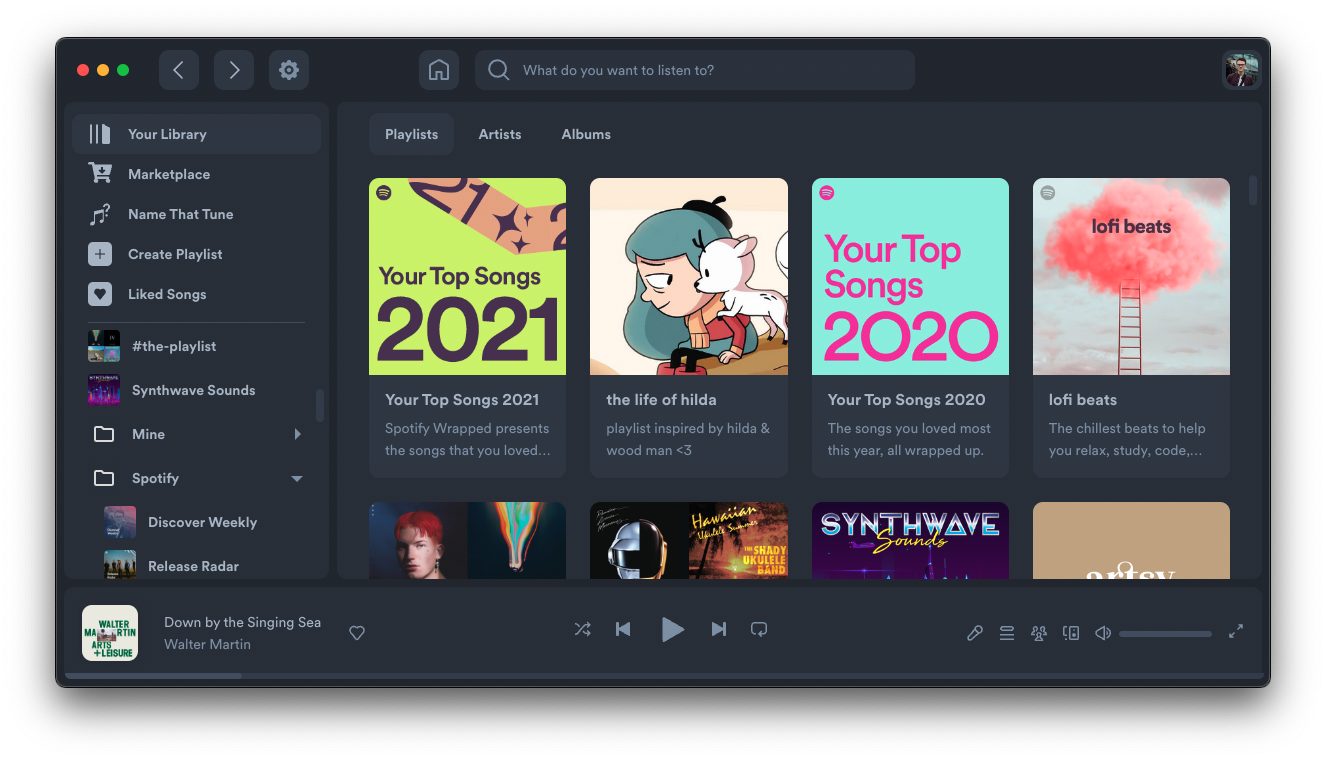 What do you want to listen to?
Your Library
Marketplace
Name That Tune
Create Playlist
Liked Songs
#the-playlist
Synthwave Sounds
Mine
Spotify
Discover Weekly
Release Radar
Playlists
Artists
Albums
21
2
Your Top Songs
2021
Your Top Songs 2021
Spotify Wrapped presents
the songs that you loved...
the life of hilda
playlist inspired by hilda &
wood man <3
Your Top
Songs
2020
Your Top Songs 2020
The songs you loved most
this year, all wrapped up.
lofi beats
lofi beats
The chillest beats to help
you relax, study, code,...
Hawaiian
Ukulele Summer
THE SHADY
UKULELE
BAND
SYNTHWAVE
Sounds
artsy
WALTER
MARTIN
ARTS
+LEISURE
Down by the Singing Sea
Walter Martin